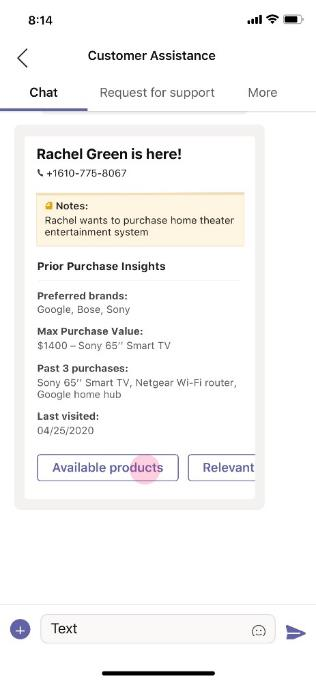 8:14
Customer Assistance
Chat Request for support More
Rachel Green is here!
+1610-775-8067
Notes:
Rachel wants to purchase home theater
entertainment system
Prior Purchase Insights
Preferred brands:
Google, Bose, Sony
Max Purchase Value:
$1400 – Sony 65’’ Smart TV
Past 3 purchases:
Sony 65’’ Smart TV, Netgear Wi-Fi router,
Google home hub
Last visited:
04/25/2020
Available products Relevant
Text